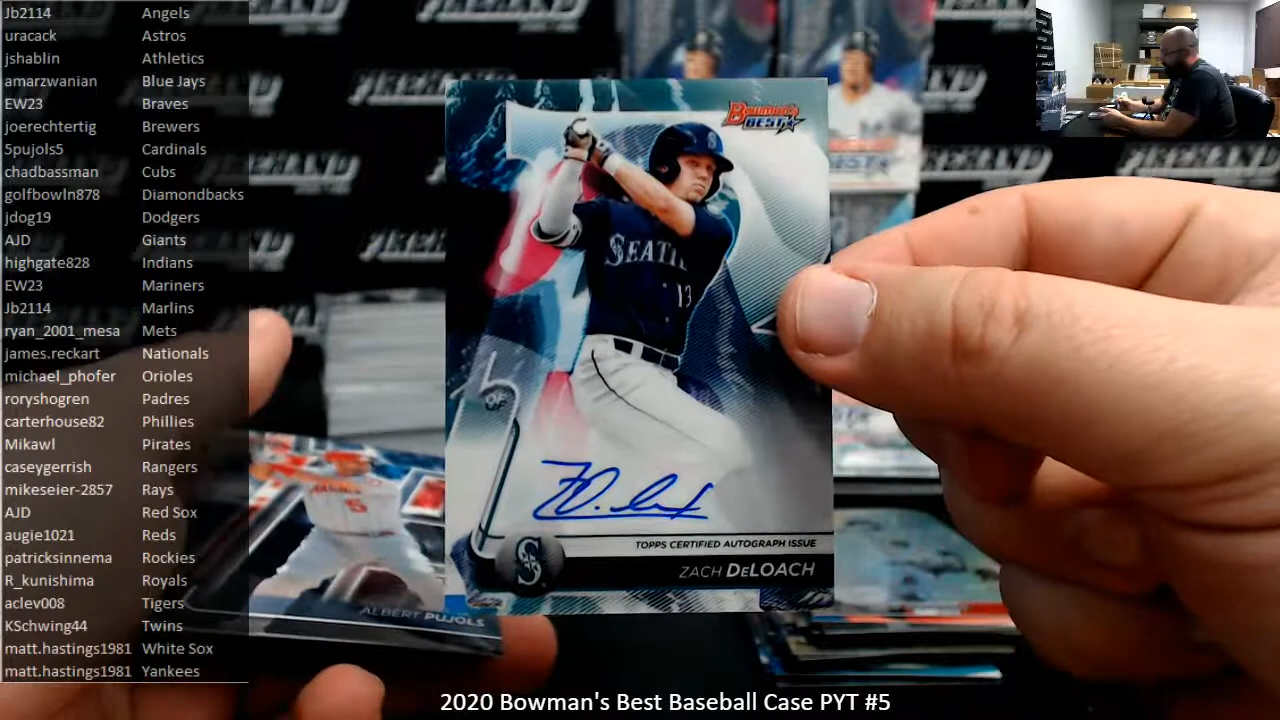 Jb2114 Angels
uracack Astros
jshablin Athletics
amarzwanian Blue Jays
EW23 Braves
joerechtertig Brewers
5pujols5 Cardinals
chadbassman Cubs
golfbowln878 Diamondbacks
jdog19 Dodgers
AJD Giants
highgate828 Indians
EW23 Mariners
Jb2114 Marlins
ryan_2001_mesa Mets
james.reckart Nationals
michael_phofer Orioles
roryshogren Padres
carterhouse82 Phillies
Mikawl Pirates
caseygerrish Rangers
mikeseier-2857 Rays
AJD Red Sox
augie1021 Reds
patricksinnema Rockies
R_kunishima Royals
aclev008 Tigers
KSchwing44 Twins
matt.hastings1981 White Sox
matt.hastings1981 Yankees
Bowman's
BEST
13
OF
TOPPS CERTIFIED AUTOGRAPH ISSUE
ZACH DELOACH
5
ALBERT PUJOLS
2020 Bowman's Best Baseball Case PYT #5